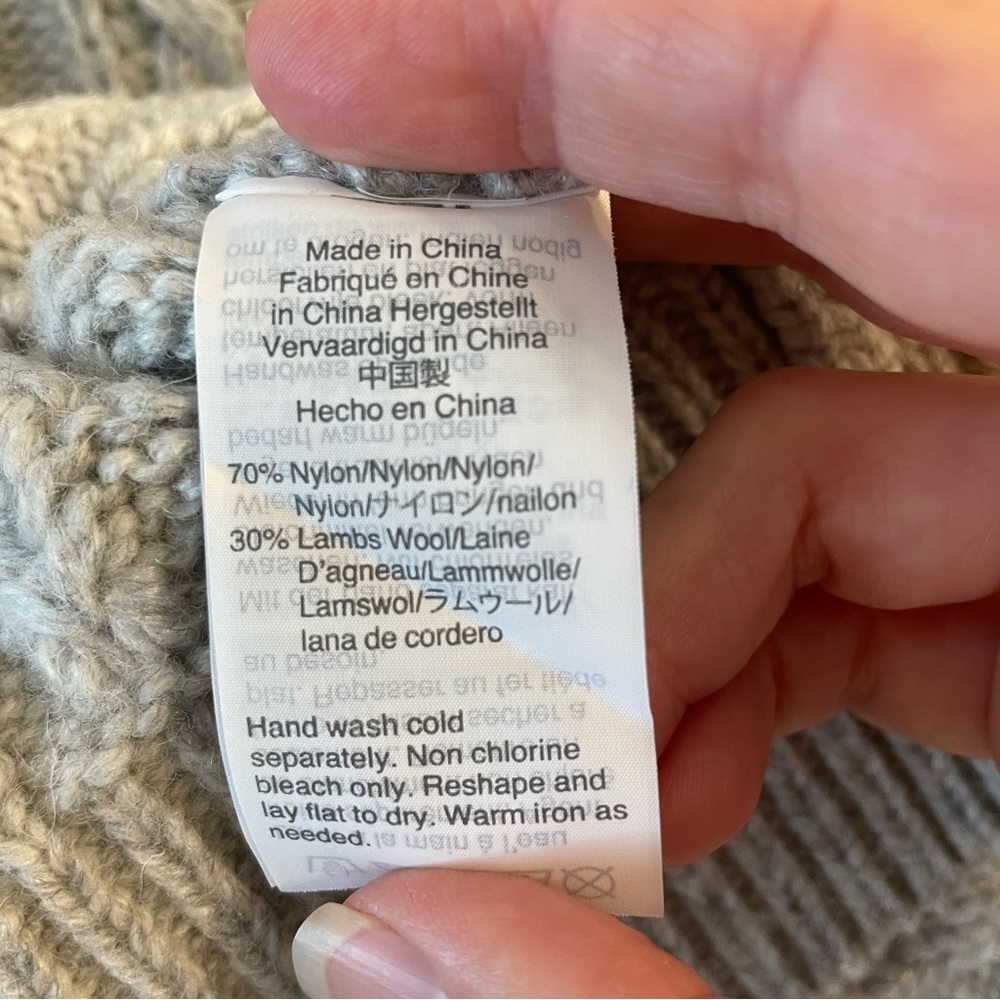 Made in China
Fabriqué en Chine
in China Hergestellt
Vervaardigd in China
中国製
Hecho en China
70% Nylon/Nylon/Nylon/
Nylon/ナイロン/nailon
30% Lambs Wool/Laine
D'agneau/Lammwolle/
Lamswol/ラムウール/
lana de cordero
Hand wash cold
separately. Non chlorine
bleach only. Reshape and
lay flat to dry. Warm iron as
needed.